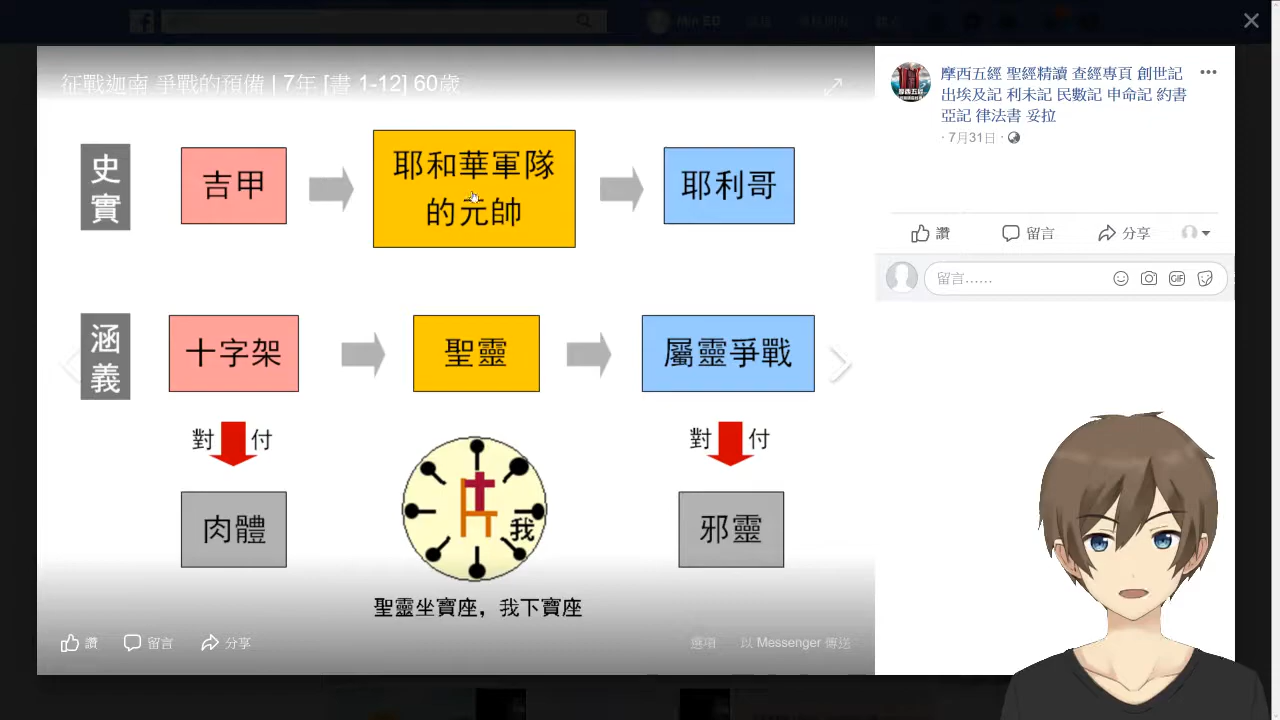 Min ED
征戰迦南 爭戰的預備 | 7年 [書 1-12] 60歲
史實
吉甲
耶和華軍隊
的元帥
耶利哥
涵義
十字架
聖靈
屬靈爭戰
對付
對付
肉體
我
邪靈
聖靈坐寶座，我下寶座
讚
留言
分享
選項
以 Messenger 傳送
摩西五經 聖經精讀 查經專頁 創世記
出埃及記 利未記 民數記 申命記 約書
亞記 律法書 妥拉
· 7月31日 ·
讚
留言
分享
留言……
GIF